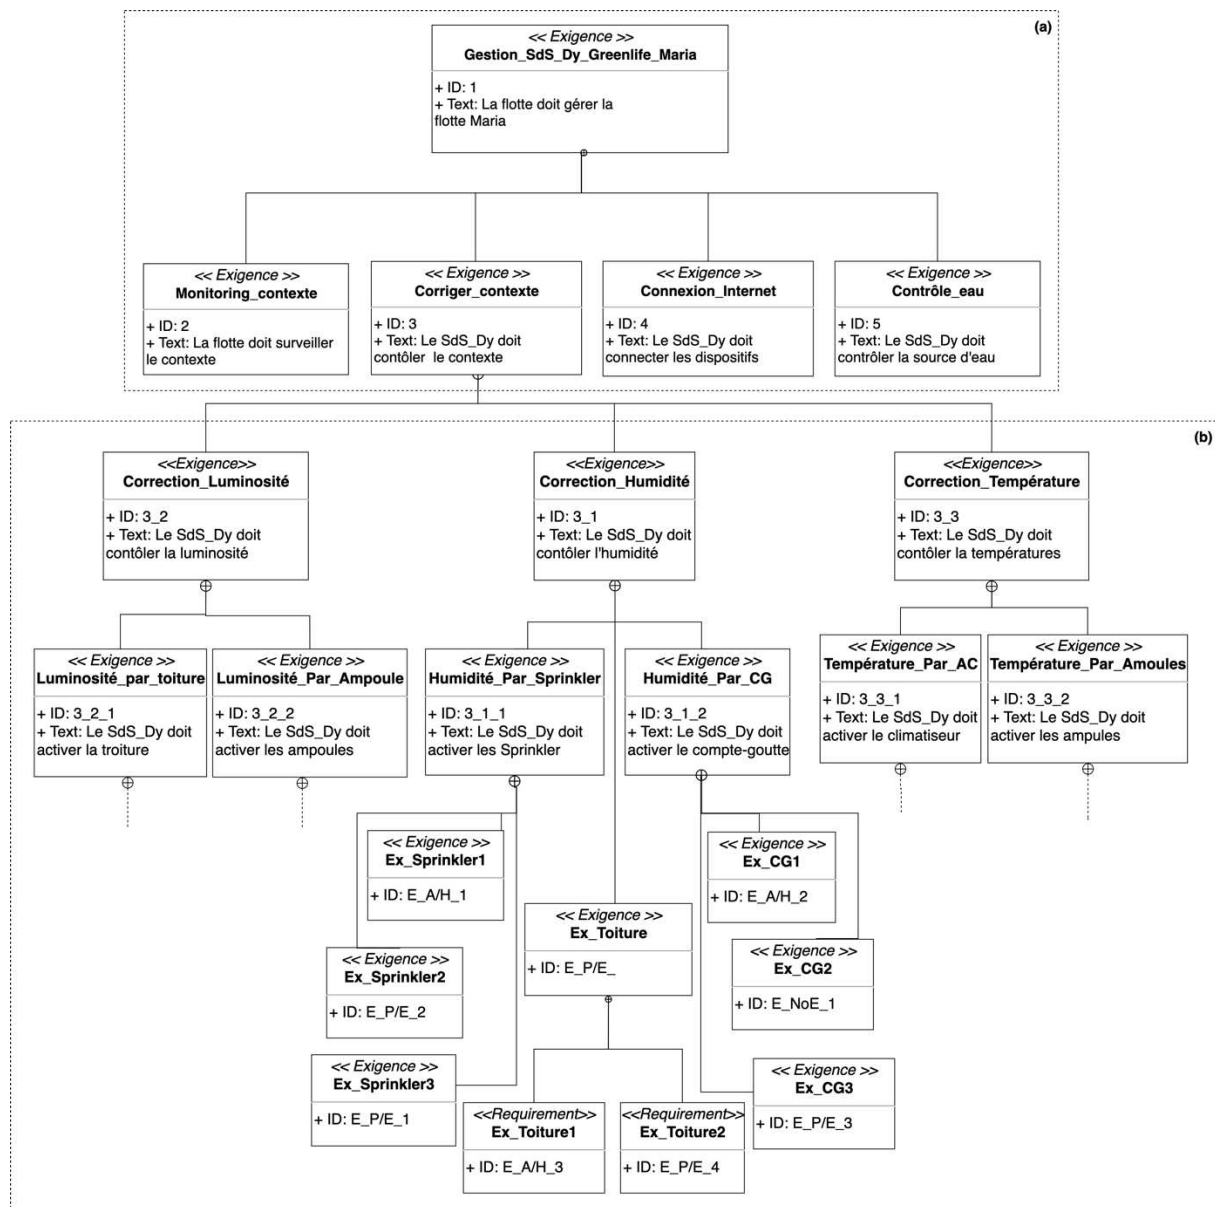 (a)
<< Exigence >>
Gestion_SdS_Dy_Greenlife_Maria
+ ID: 1
+ Text: La flotte doit gérer la
flotte Maria
<< Exigence >>
Monitoring_contexte
+ ID: 2
+ Text: La flotte doit surveiller
le contexte
<< Exigence >>
Corriger_contexte
+ ID: 3
+ Text: Le SdS_Dy doit
contôler le contexte
<< Exigence >>
Connexion_Internet
+ ID: 4
+ Text: Le SdS_Dy doit
connecter les dispositifs
<< Exigence >>
Contrôle_eau
+ ID: 5
+ Text: Le SdS_Dy doit
contrôler la source d'eau
(b)
<<Exigence>>
Correction_Luminosité
+ ID: 3_2
+ Text: Le SdS_Dy doit
contôler la luminosité
<<Exigence>>
Correction_Humidité
+ ID: 3_1
+ Text: Le SdS_Dy doit
contôler l'humidité
<<Exigence>>
Correction_Température
+ ID: 3_3
+ Text: Le SdS_Dy doit
contôler la températures
<< Exigence >>
Luminosité_par_toiture
+ ID: 3_2_1
+ Text: Le SdS_Dy doit
activer la troiture
<< Exigence >>
Luminosité_Par_Ampoule
+ ID: 3_2_2
+ Text: Le SdS_Dy doit
activer les ampoules
<< Exigence >>
Humidité_Par_Sprinkler
+ ID: 3_1_1
+ Text: Le SdS_Dy doit
activer les Sprinkler
<< Exigence >>
Humidité_Par_CG
+ ID: 3_1_2
+ Text: Le SdS_Dy doit
activer le compte-goutte
<< Exigence >>
Température_Par_AC
+ ID: 3_3_1
+ Text: Le SdS_Dy doit
activer le climatiseur
<< Exigence >>
Température_Par_Amoules
+ ID: 3_3_2
+ Text: Le SdS_Dy doit
activer les ampules
<< Exigence >>
Ex_Sprinkler1
+ ID: E_A/H_1
<< Exigence >>
Ex_CG1
+ ID: E_A/H_2
<< Exigence >>
Ex_Toiture
+ ID: E_P/E_
<< Exigence >>
Ex_Sprinkler2
+ ID: E_P/E_2
<< Exigence >>
Ex_CG2
+ ID: E_NoE_1
<< Exigence >>
Ex_Sprinkler3
+ ID: E_P/E_1
<< Exigence >>
Ex_CG3
+ ID: E_P/E_3
<<Requirement>>
Ex_Toiture1
+ ID: E_A/H_3
<<Requirement>>
Ex_Toiture2
+ ID: E_P/E_4